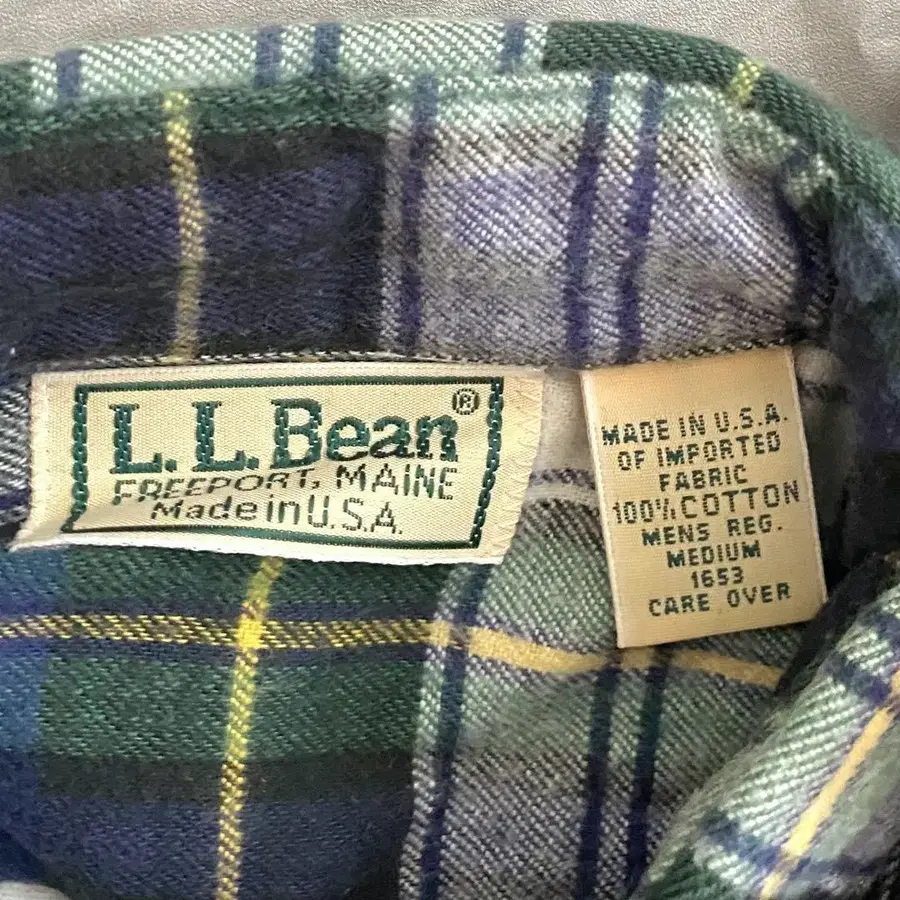 L.L.Bean®
FREEPORT, MAINE
Made in U.S.A.
MADE IN U.S.A.
OF IMPORTED
FABRIC
100% COTTON
MENS REG.
MEDIUM
1653
CARE OVER